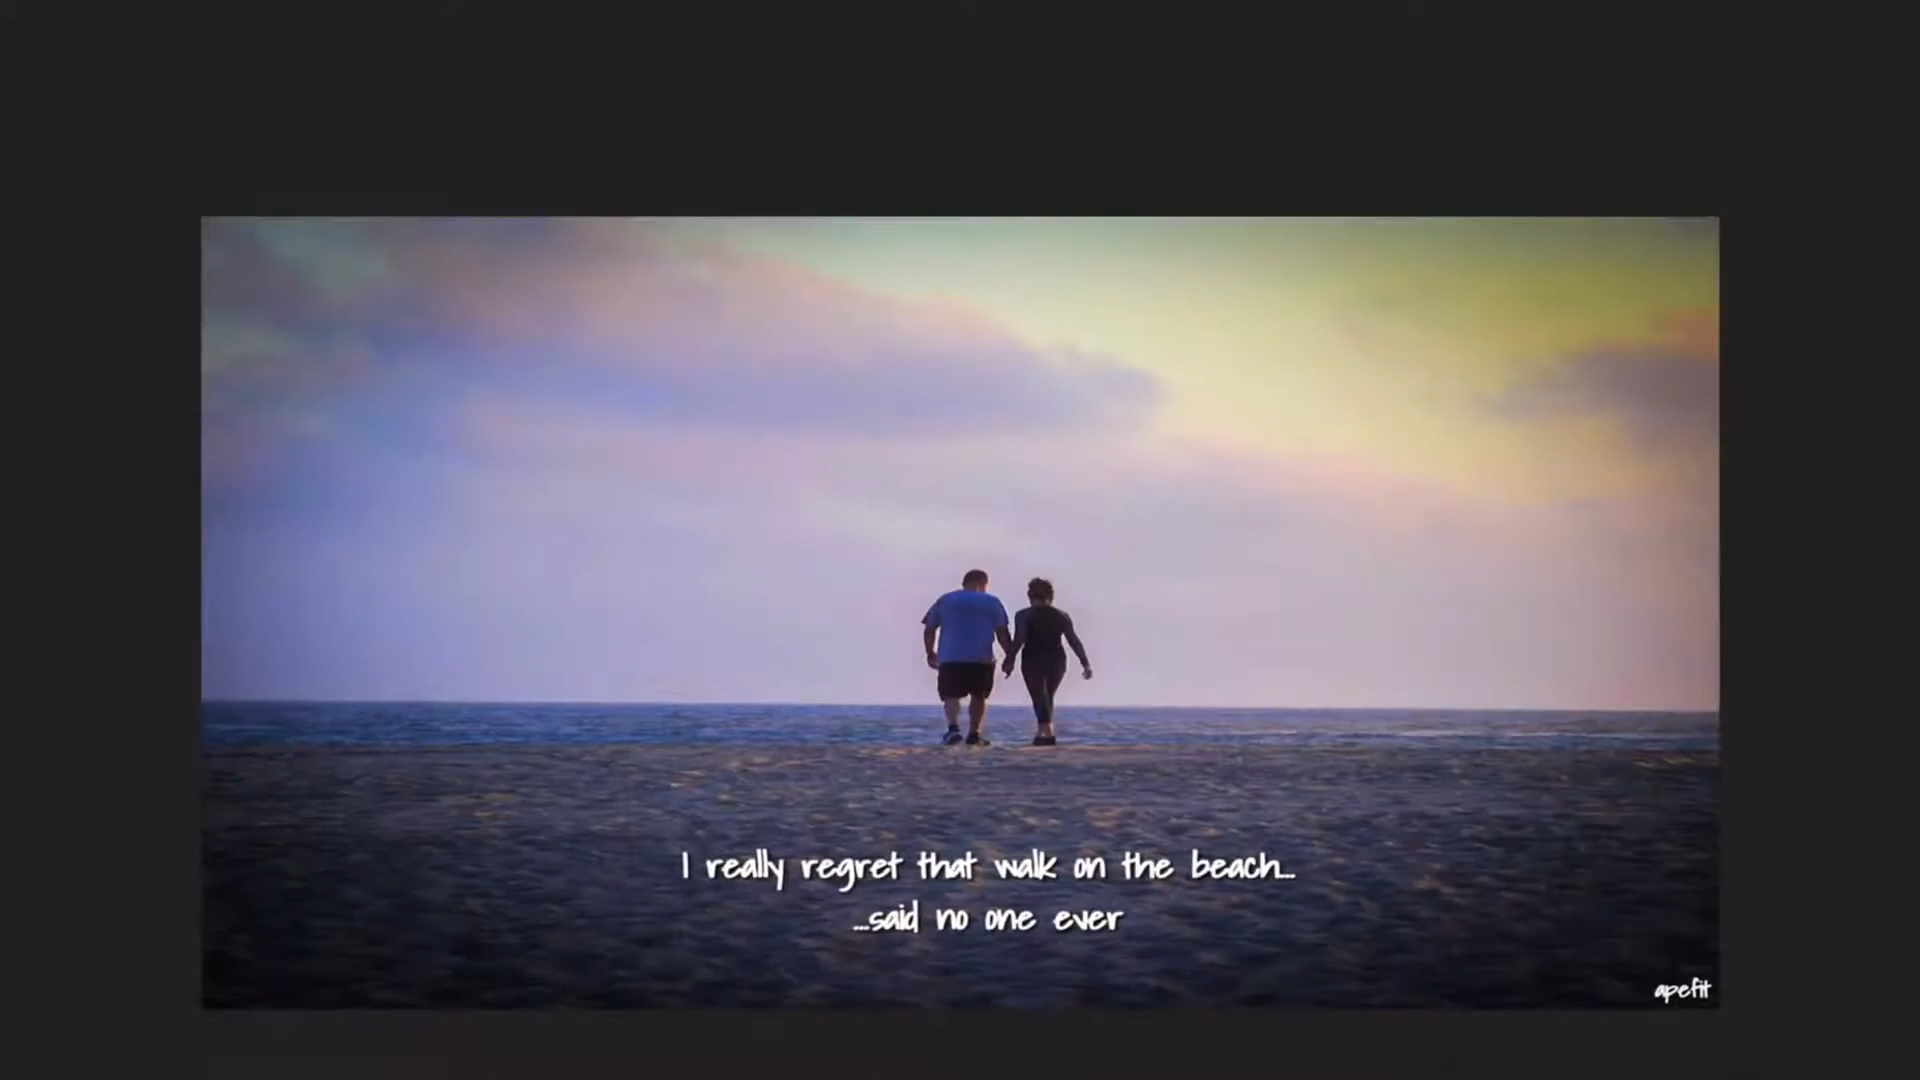 I really regret that walk on the beach...
...said no one ever
apefit